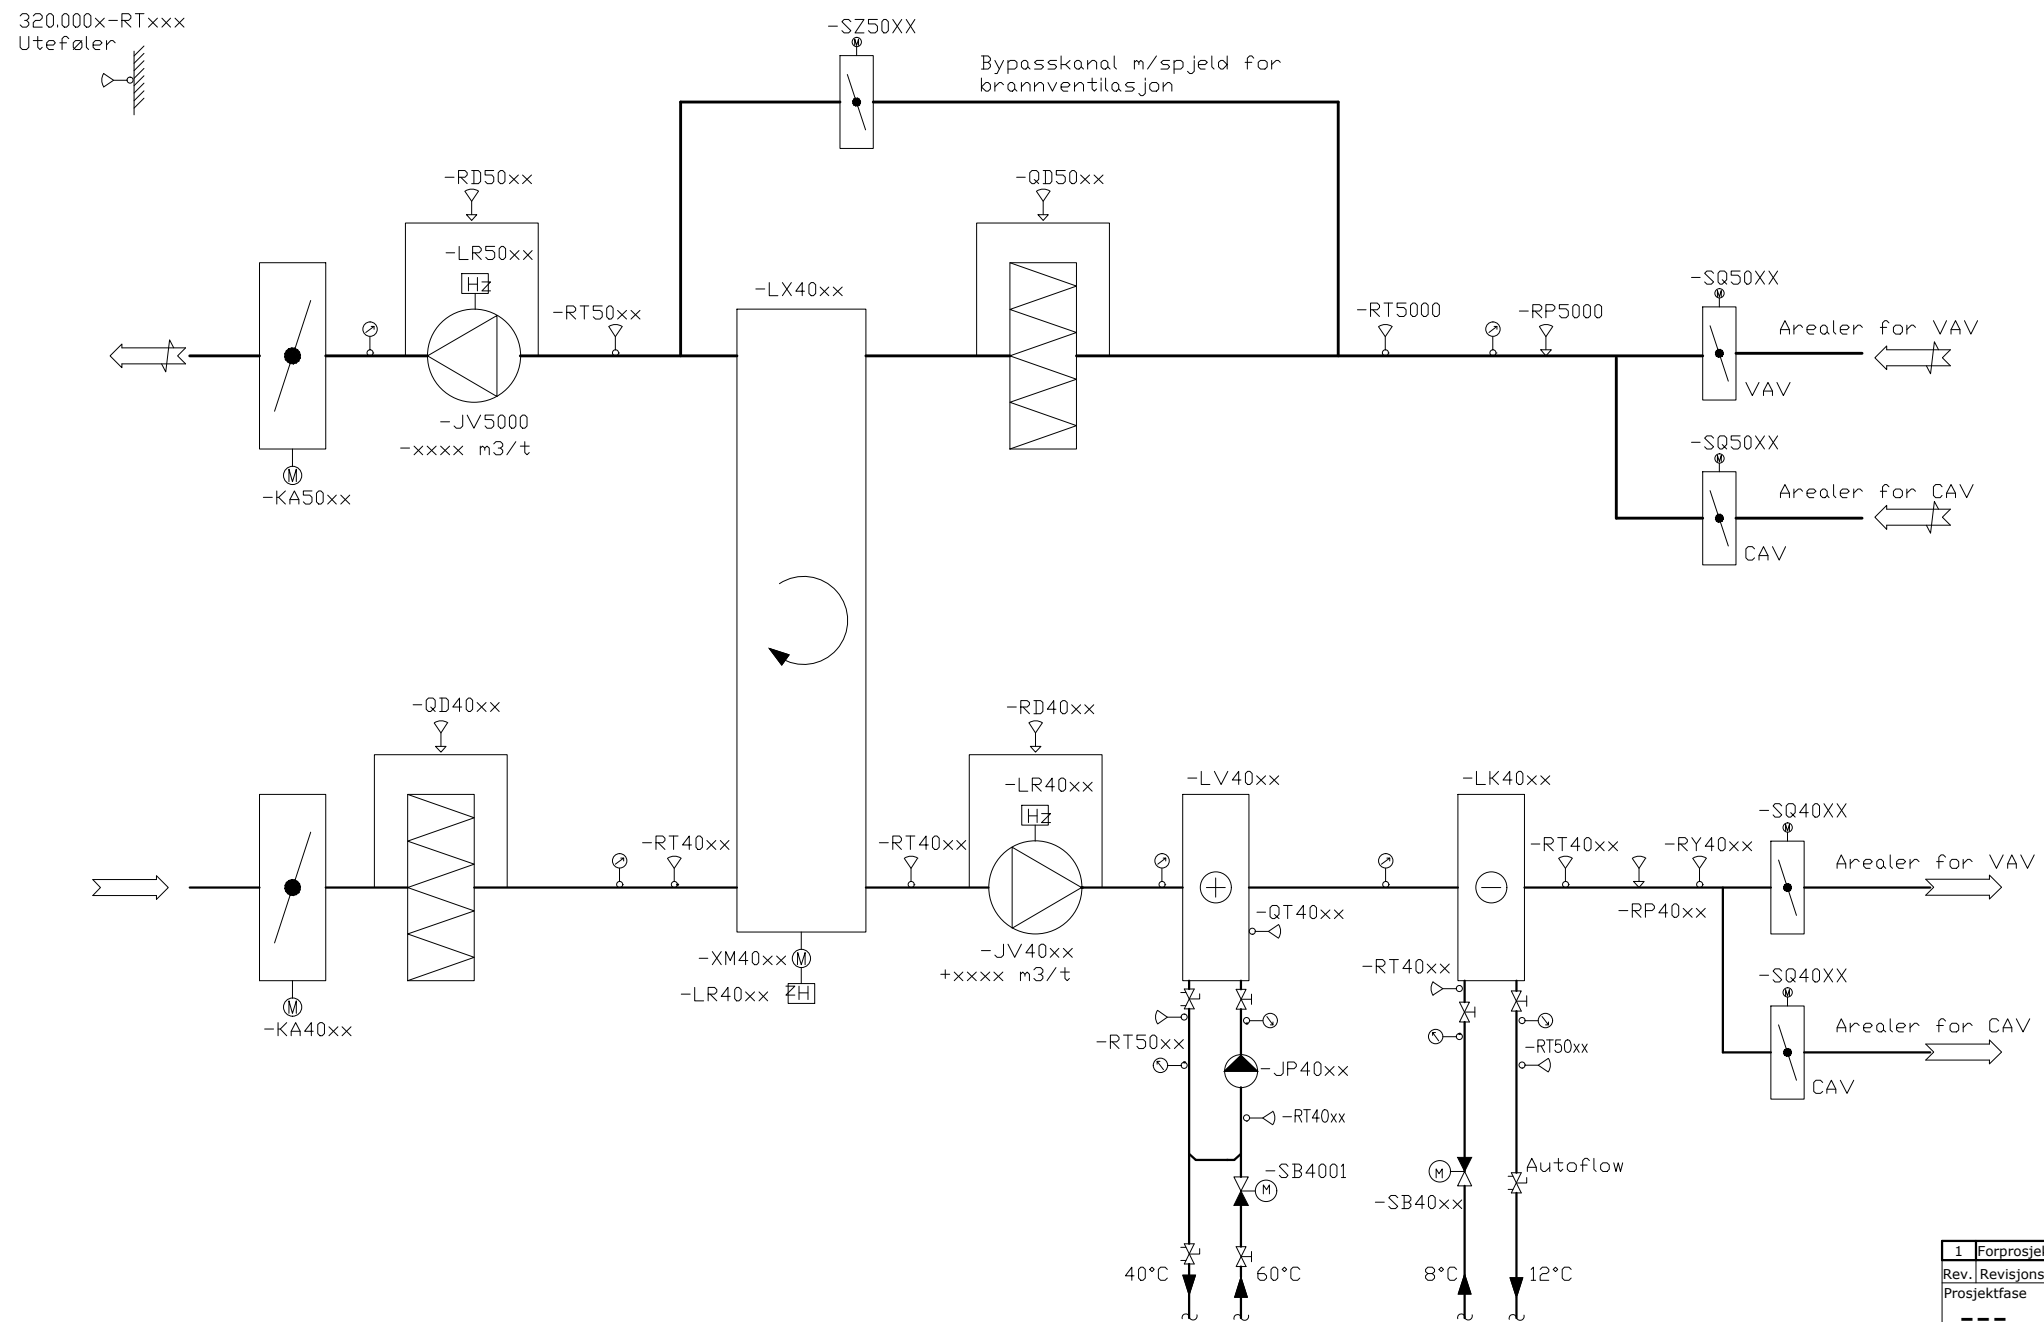 320.000x-RTxxx
Uteføler
-SZ50XX
M
Bypasskanal m/spjeld for
brannventilasjon
-RD50xx
-QD50xx
-LR50xx
Hz
-LX40xx
-RT50xx
-RT5000
-RP5000
-SQ50XX
M
Arealer for VAV
VAV
-JV5000
-xxxx m3/t
M
-KA50xx
-SQ50XX
M
Arealer for CAV
CAV
-QD40xx
-RD40xx
-LR40xx
Hz
-LV40xx
-LK40xx
-RT40xx
-RT40xx
-RT40xx
-RY40xx
-SQ40XX
M
Arealer for VAV
-RP40xx
-QT40xx
-JV40xx
+xxxx m3/t
-XM40xx M
-LR40xx ZH
M
-KA40xx
-RT40xx
-SQ40XX
M
Arealer for CAV
CAV
-RT50xx
-RT50xx
-JP40xx
-RT40xx
-SB4001
M
M
Autoflow
-SB40xx
40°C
60°C
8°C
12°C
1 Forprosjek
Rev. Revisjons
Prosjektfase
---